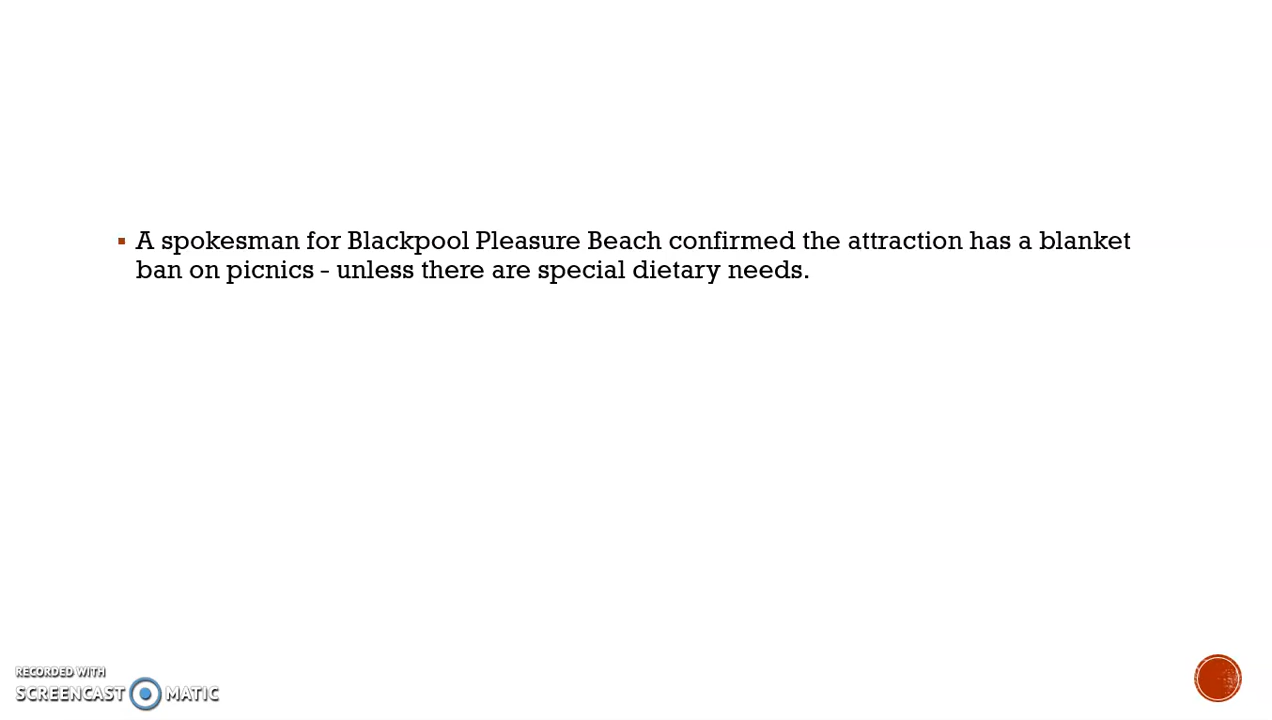 A spokesman for Blackpool Pleasure Beach confirmed the attraction has a blanket
ban on picnics - unless there are special dietary needs.
RECORDED WITH
SCREENCAST MATIC